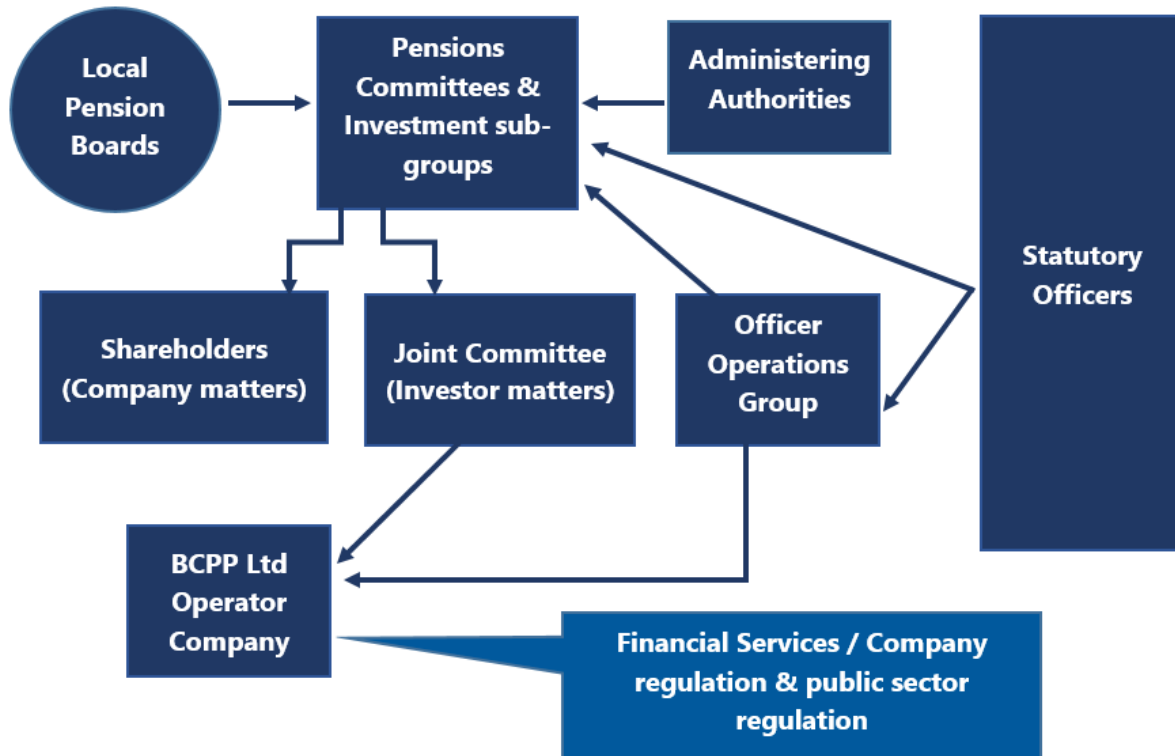 Local
Pension
Boards
Pensions
Committees &
Investment sub-
groups
Administering
Authorities
Statutory
Officers
Shareholders
(Company matters)
Joint Committee
(Investor matters)
Officer
Operations
Group
BCPP Ltd
Operator
Company
Financial Services / Company
regulation & public sector
regulation